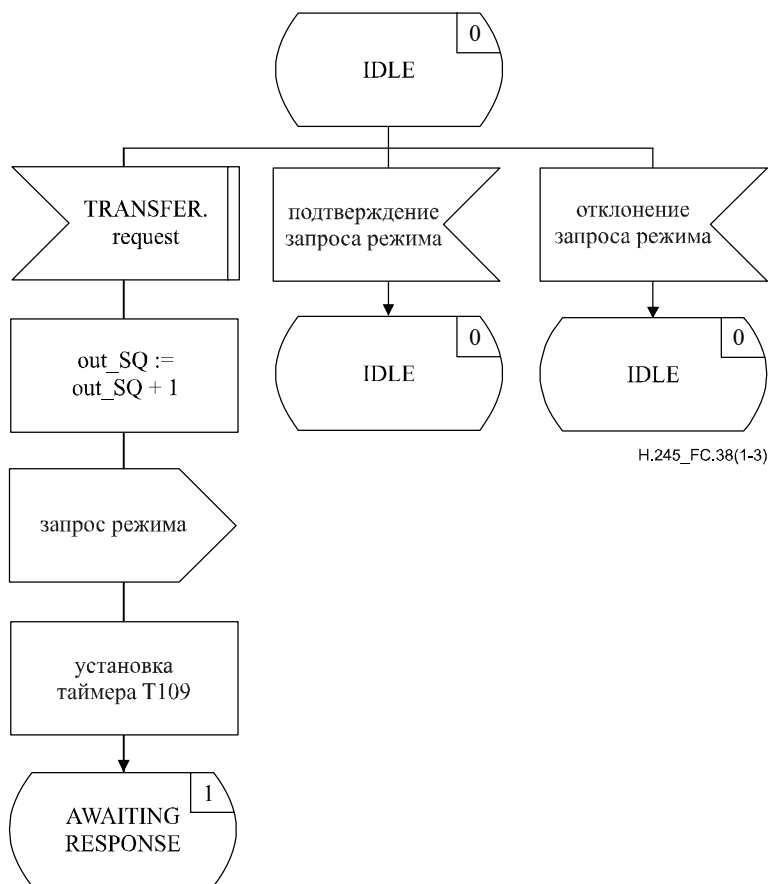 0
IDLE
TRANSFER.
request
подтверждение
запроса режима
отклонение
запроса режима
out_SQ :=
out_SQ + 1
0
IDLE
0
IDLE
H.245_FC.38(1-3)
запрос режима
установка
таймера T109
1
AWAITING
RESPONSE